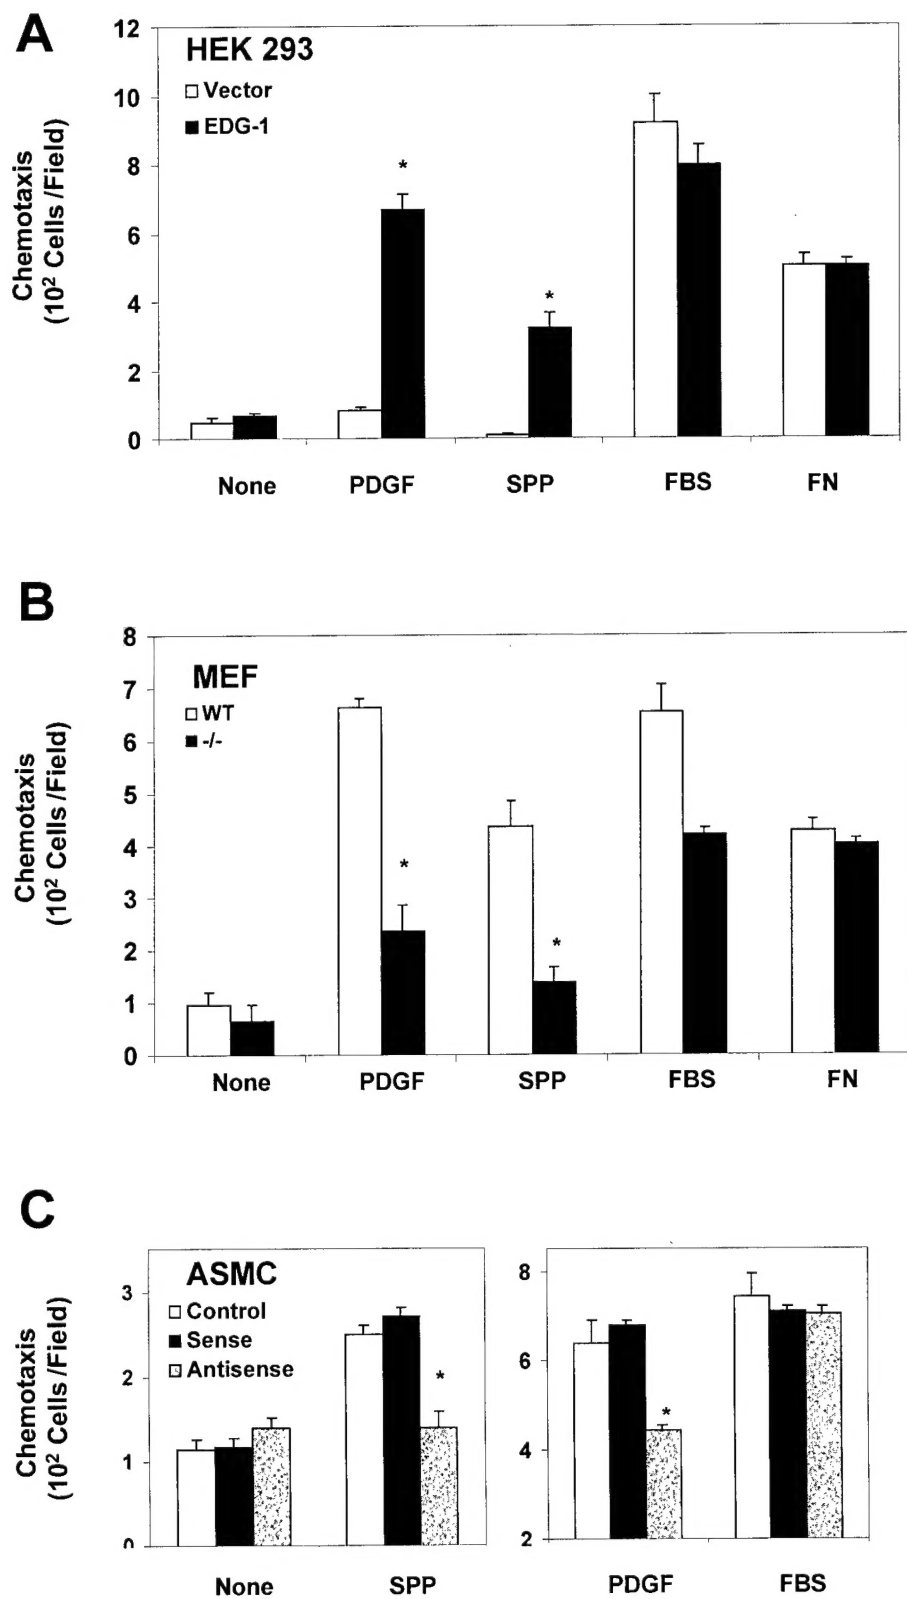 A
HEK 293
Vector
EDG-1
Chemotaxis
(10² Cells /Field)
12
10
8
6
4
2
0
*
*
None PDGF SPP FBS FN
B
MEF
WT
-/-
Chemotaxis
(10² Cells /Field)
8
7
6
5
4
3
2
1
0
*
*
None PDGF SPP FBS FN
C
ASMC
Control
Sense
Antisense
Chemotaxis
(10² Cells /Field)
3
2
1
0
*
None SPP
8
6
4
2
*
PDGF FBS